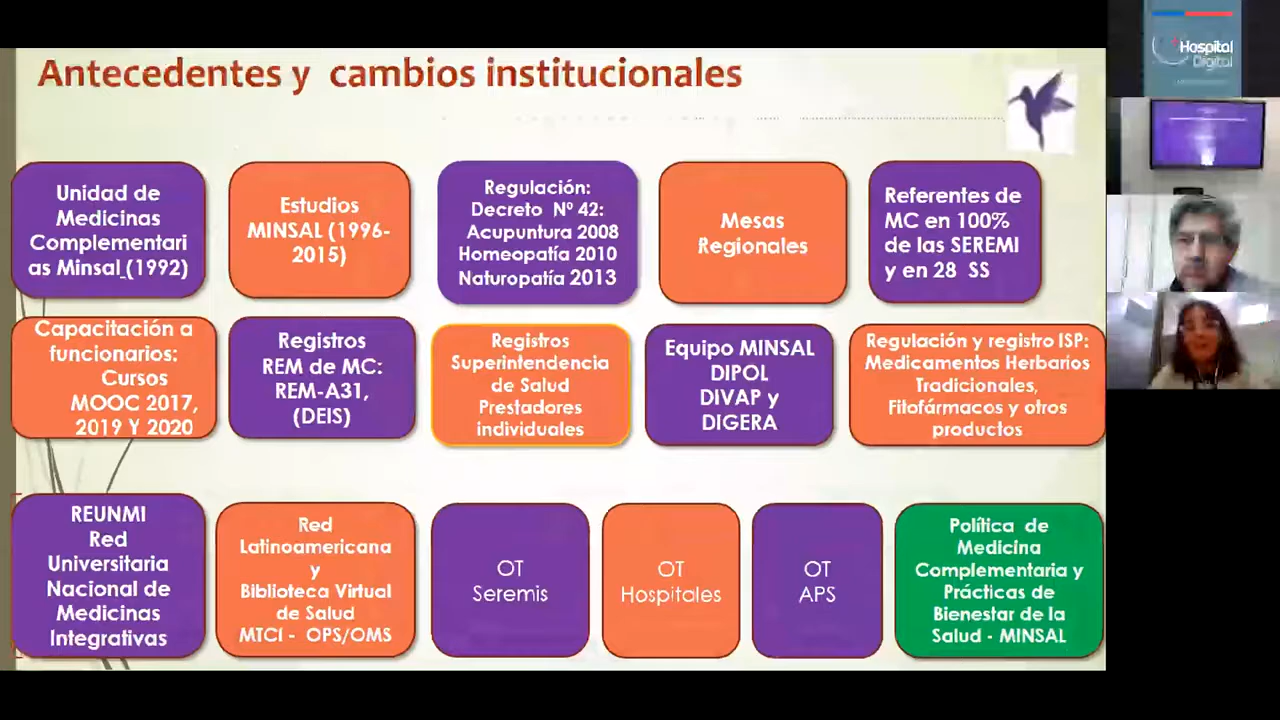 Antecedentes y cambios institucionales
Unidad de
Medicinas
Complementari
as Minsal (1992)
Estudios
MINSAL (1996-
2015)
Regulación:
Decreto Nº 42:
Acupuntura 2008
Homeopatía 2010
Naturopatía 2013
Mesas
Regionales
Referentes de
MC en 100%
de las SEREMI
y en 28 SS
Capacitación a
funcionarios:
Cursos
MOOC 2017,
2019 Y 2020
Registros
REM de MC:
REM-A31,
(DEIS)
Registros
Superintendencia
de Salud
Prestadores
individuales
Equipo MINSAL
DIPOL
DIVAP y
DIGERA
Regulación y registro ISP:
Medicamentos Herbarios
Tradicionales,
Fitofármacos y otros
productos
REUNMI
Red
Universitaria
Nacional de
Medicinas
Integrativas
Red
Latinoamericana
y
Biblioteca Virtual
de Salud
MTCI - OPS/OMS
OT
Seremis
OT
Hospitales
OT
APS
Política de
Medicina
Complementaria y
Prácticas de
Bienestar de la
Salud - MINSAL
Hospital
Digital